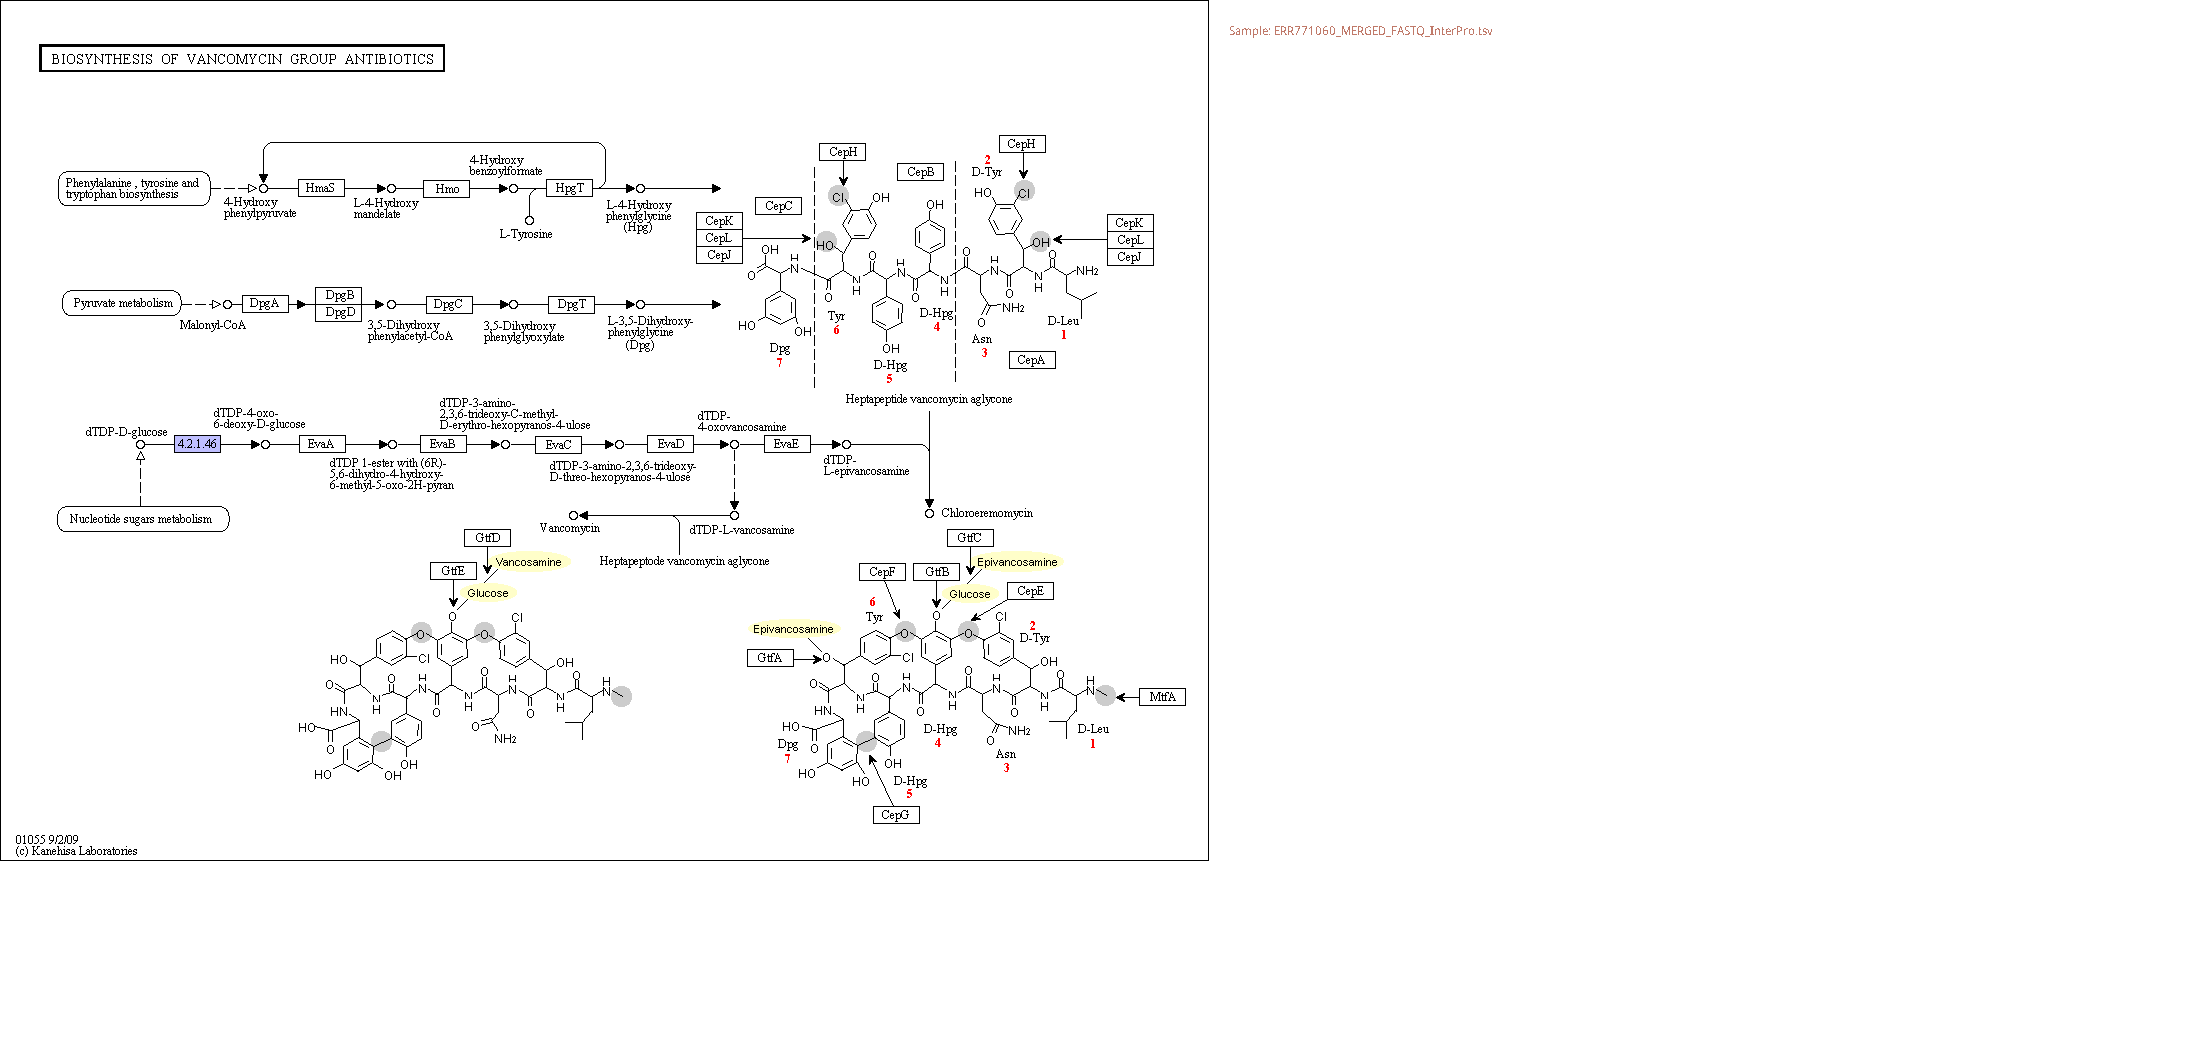 BIOSYNTHESIS OF VANCOMYCIN GROUP ANTIBIOTICS
Sample: ERR771060_MERGED_FASTQ_InterPro.tsv
Phenylalanine , tyrosine and
tryptophan biosynthesis
4-Hydroxy
phenylpyruvate
HmaS
L-4-Hydroxy
mandelate
Hmo
4-Hydroxy
benzoylformate
HpgT
L-Tyrosine
L-4-Hydroxy
phenylglycine
(Hpg)
Pyruvate metabolism
Malonyl-CoA
DpgA
DpgB
DpgD
3,5-Dihydroxy
phenylacetyl-CoA
DpgC
3,5-Dihydroxy
phenylglyoxylate
DpgT
L-3,5-Dihydroxy-
phenylglycine
(Dpg)
CepK
CepL
CepJ
CepC
CepH
CepB
CepH
CepK
CepL
CepJ
CepA
Cl
OH
HO
OH
O
OH
H
N
O
N
H
O
H
N
O
N
H
OH
OH
HO
OH
O
H
N
O
N
H
O
NH2
O
NH2
HO
Cl
OH
2
D-Tyr
Tyr
6
D-Hpg
4
D-Leu
1
Asn
3
Dpg
7
D-Hpg
5
Heptapeptide vancomycin aglycone
dTDP-D-glucose
4.2.1.46
dTDP-4-oxo-
6-deoxy-D-glucose
EvaA
dTDP 1-ester with (6R)-
5,6-dihydro-4-hydroxy-
6-methyl-5-oxo-2H-pyran
EvaB
dTDP-3-amino-
2,3,6-trideoxy-C-methyl-
D-erythro-hexopyranos-4-ulose
EvaC
dTDP-3-amino-2,3,6-trideoxy-
D-threo-hexopyranos-4-ulose
EvaD
dTDP-
4-oxovancosamine
EvaE
dTDP-
L-epivancosamine
Nucleotide sugars metabolism
Vancomycin
dTDP-L-vancosamine
Heptapeptode vancomycin aglycone
Chloroeremomycin
GtfD
Vancosamine
GtfE
Glucose
O
Cl
O
O
HO
Cl
OH
O
N
H
O
H
N
O
N
H
O
H
N
O
N
H
O
H
N
HN
HO
O
O
NH2
HO
OH
OH
GtfC
Epivancosamine
CepF
GtfB
Glucose
CepE
6
Tyr
Epivancosamine
GtfA
O
O
O
O
Cl
Cl
2
D-Tyr
OH
O
N
H
O
H
N
O
N
H
O
H
N
O
N
H
O
H
N
MtfA
HN
HO
O
O
NH2
D-Hpg
4
D-Leu
1
Asn
3
Dpg
7
HO
OH
OH
D-Hpg
5
CepG
01055 9/2/09
(c) Kanehisa Laboratories